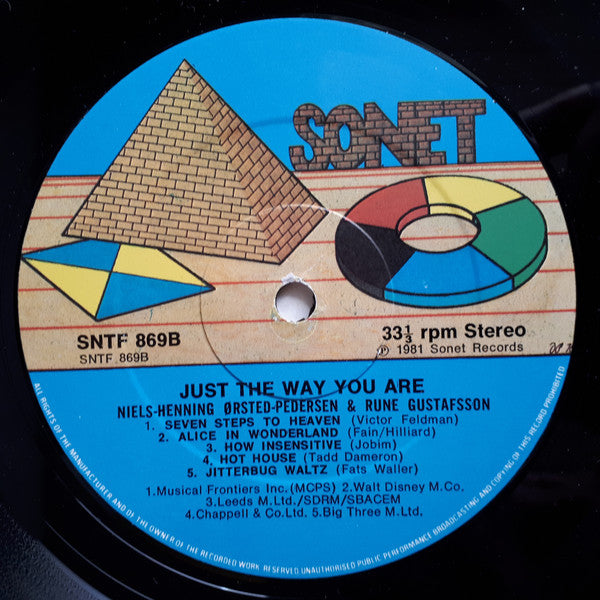 SONET
SNTF 869B
SNTF 869B
33⅓ rpm Stereo
Ⓟ 1981 Sonet Records
JUST THE WAY YOU ARE
NIELS-HENNING ØRSTED-PEDERSEN & RUNE GUSTAFSSON
1. SEVEN STEPS TO HEAVEN (Victor Feldman)
2. ALICE IN WONDERLAND (Fain/Hilliard)
3. HOW INSENSITIVE (Jobim)
4. HOT HOUSE (Tadd Dameron)
5. JITTERBUG WALTZ (Fats Waller)
1.Musical Frontiers Inc.(MCPS) 2.Walt Disney M.Co.
3.Leeds M.Ltd./SDRM/SBACEM
4.Chappell & Co.Ltd. 5.Big Three M.Ltd.
ALL RIGHTS OF THE MANUFACTURER AND OF THE OWNER OF THE RECORDED WORK RESERVED UNAUTHORISED PUBLIC PERFORMANCE BROADCASTING AND COPYING OF THIS RECORD PROHIBITED